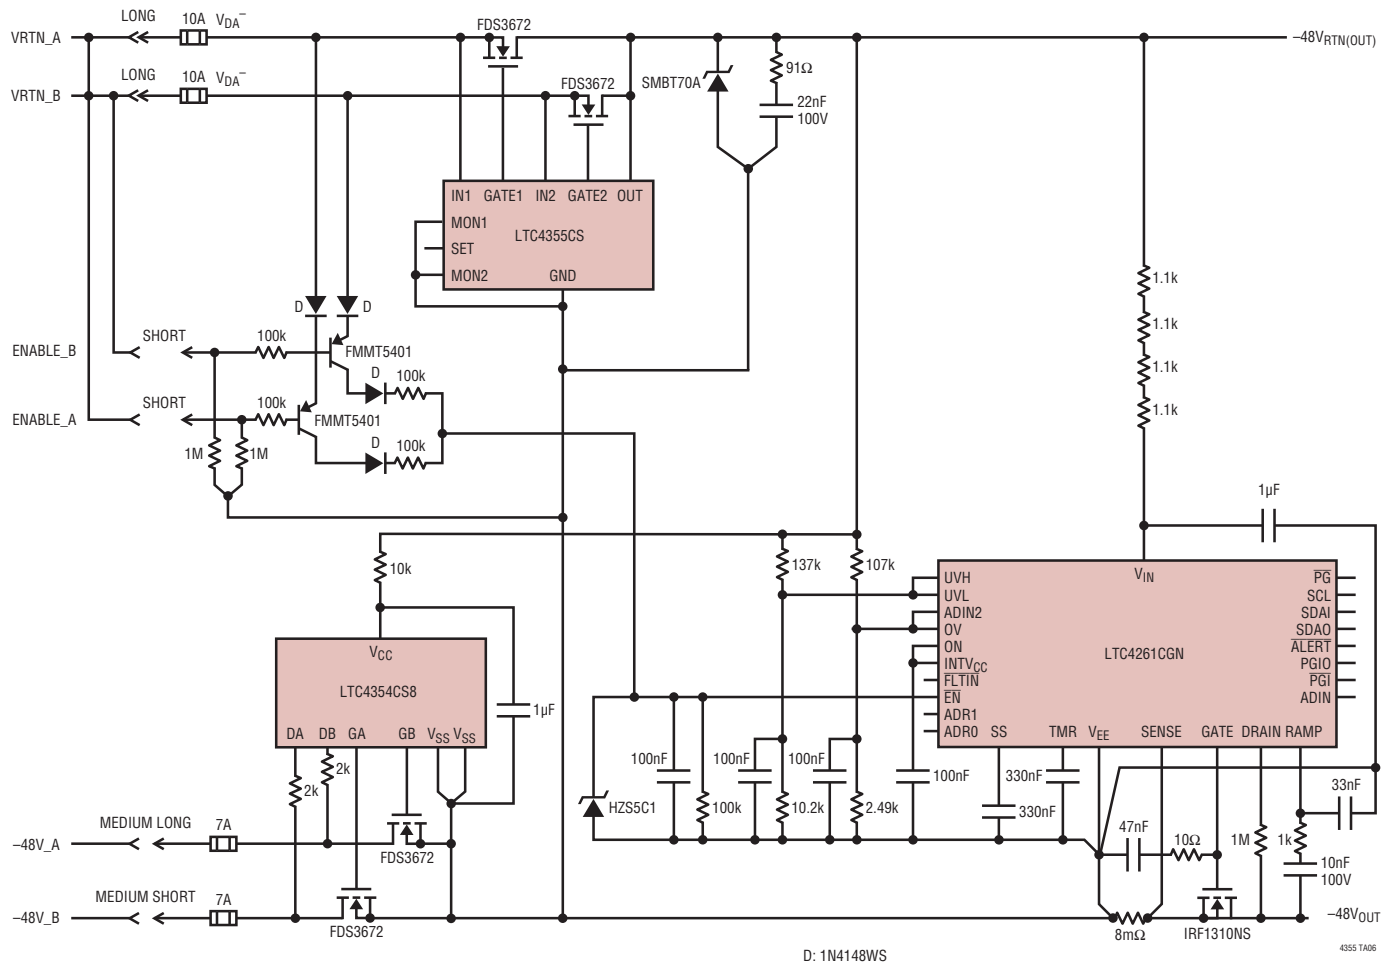 LONG
10A
VDA–
FDS3672
VRTN_A
–48VRTN(OUT)
LONG
10A
VDA–
FDS3672
VRTN_B
SMBT70A
91Ω
22nF
100V
IN1
GATE1
IN2
GATE2
OUT
MON1
SET
MON2
LTC4355CS
GND
1.1k
1.1k
1.1k
1.1k
D
D
SHORT
100k
ENABLE_B
FMMT5401
D
100k
SHORT
100k
ENABLE_A
FMMT5401
D
100k
1M
1M
1µF
10k
137k
107k
VIN
UVH
UVL
ADIN2
OV
ON
INTVCC
FLTIN
EN
ADR1
ADR0
SS
TMR
VEE
SENSE
GATE
DRAIN
RAMP
PG
SCL
SDAI
SDAO
ALERT
PGIO
PGI
ADIN
LTC4261CGN
VCC
LTC4354CS8
DA
DB
GA
GB
VSS
VSS
1µF
2k
2k
100nF
100nF
100nF
100nF
330nF
330nF
33nF
HZS5C1
100k
10.2k
2.49k
47nF
10Ω
1M
1k
10nF
100V
MEDIUM LONG
7A
–48V_A
FDS3672
MEDIUM SHORT
7A
–48V_B
FDS3672
8mΩ
IRF1310NS
–48VOUT
D: 1N4148WS
4355 TA06